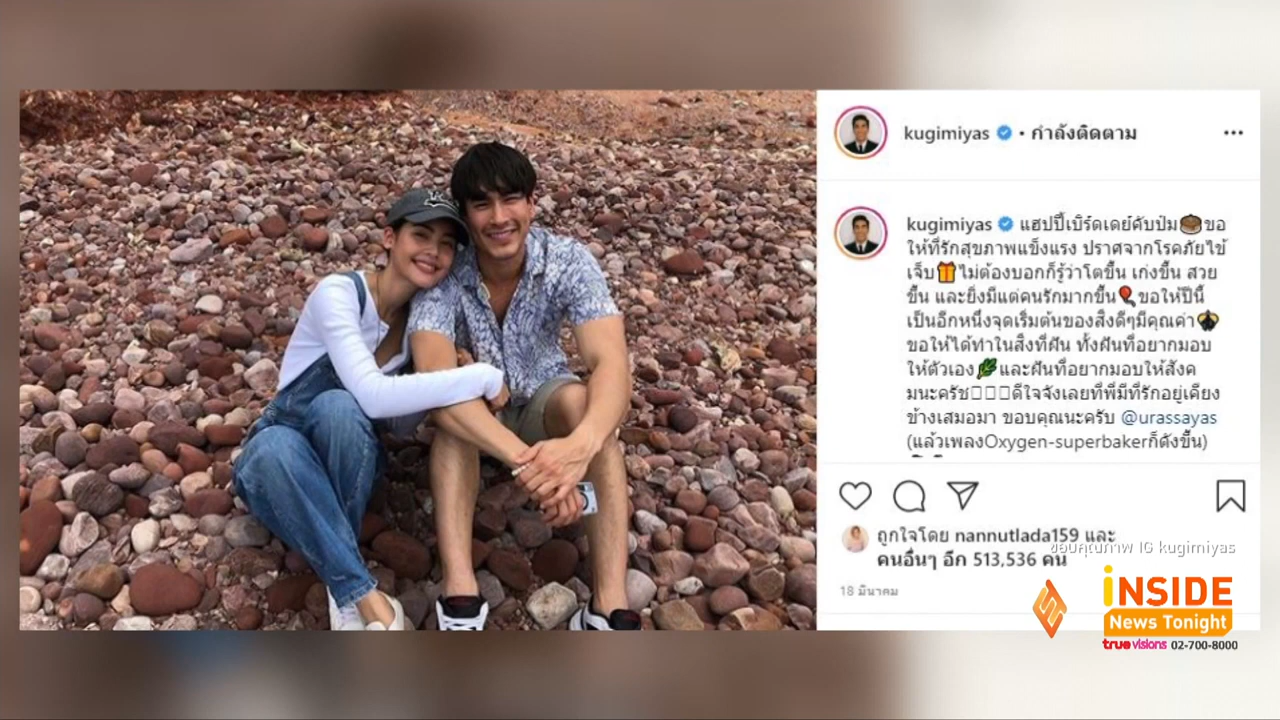 kugimiyas • กำลังติดตาม
kugimiyas แฮปปี้เบิร์ดเดย์คับปัม🎂ขอ
ให้ที่รักสุขภาพแข็งแรง ปราศจากโรคภัยไข้
เจ็บ🎁ไม่ต้องบอกก็รู้ว่าโตขึ้น เก่งขึ้น สวย
ขึ้น และยิ่งมีแต่คนรักมากขึ้น🎈ขอให้ปีนี้
เป็นอีกหนึ่งจุดเริ่มต้นของสิ่งดีๆมีคุณค่า
ขอให้ได้ทำในสิ่งที่ฝัน ทั้งฝันที่อยากมอบ
ให้ตัวเอง🌿และฝันที่อยากมอบให้สังค
มนะครัช▯▯▯ดีใจจังเลยที่พี่มีที่รักอยู่เคียง
ข้างเสมอมา ขอบคุณนะครับ @urassayas
(แล้วเพลงOxygen-superbakerก็ดังขึ้น)
ถูกใจโดย nannutlada159 และ
คนอื่นๆ อีก 513,536 คน
ขอบคุณภาพ IG kugimiyas
18 มีนาคม
iNSIDE
News Tonight
truevisions 02-700-8000